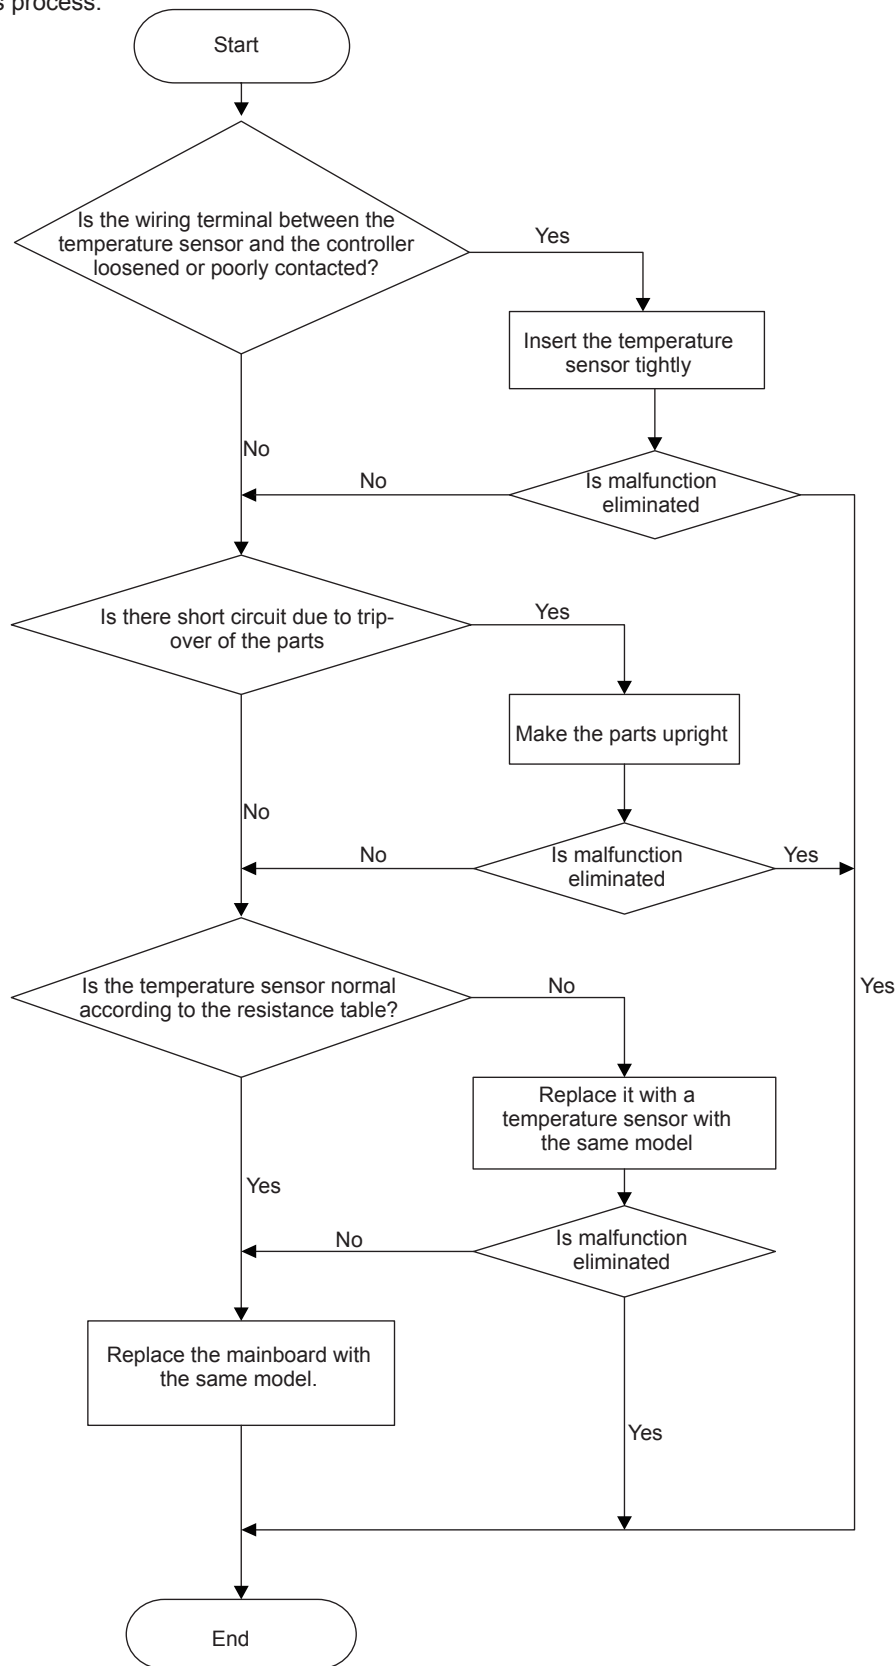 s process.
Start
Is the wiring terminal between the
temperature sensor and the controller
loosened or poorly contacted?
Yes
Insert the temperature
sensor tightly
No
No
Is malfunction
eliminated
Is there short circuit due to trip-
over of the parts
Yes
Make the parts upright
No
No
Is malfunction
eliminated
Yes
Is the temperature sensor normal
according to the resistance table?
No
Yes
Replace it with a
temperature sensor with
the same model
Yes
No
Is malfunction
eliminated
Replace the mainboard with
the same model.
Yes
End